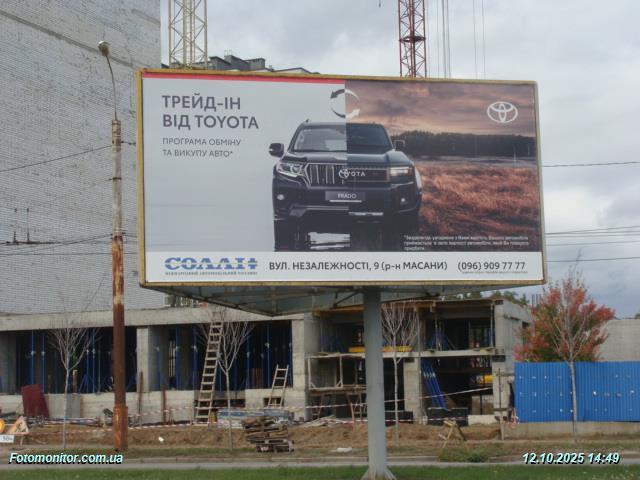 ТРЕЙД-ІН
ВІД TOYOTA
ПРОГРАМА ОБМІНУ
ТА ВИКУПУ АВТО*
TOYOTA
PRADO
СОЛЛІ+
ВУЛ. НЕЗАЛЕЖНОСТІ, 9 (р-н МАСАНИ)
(096) 909 77 77
Fotomonitor.com.ua
12.10.2025 14:49